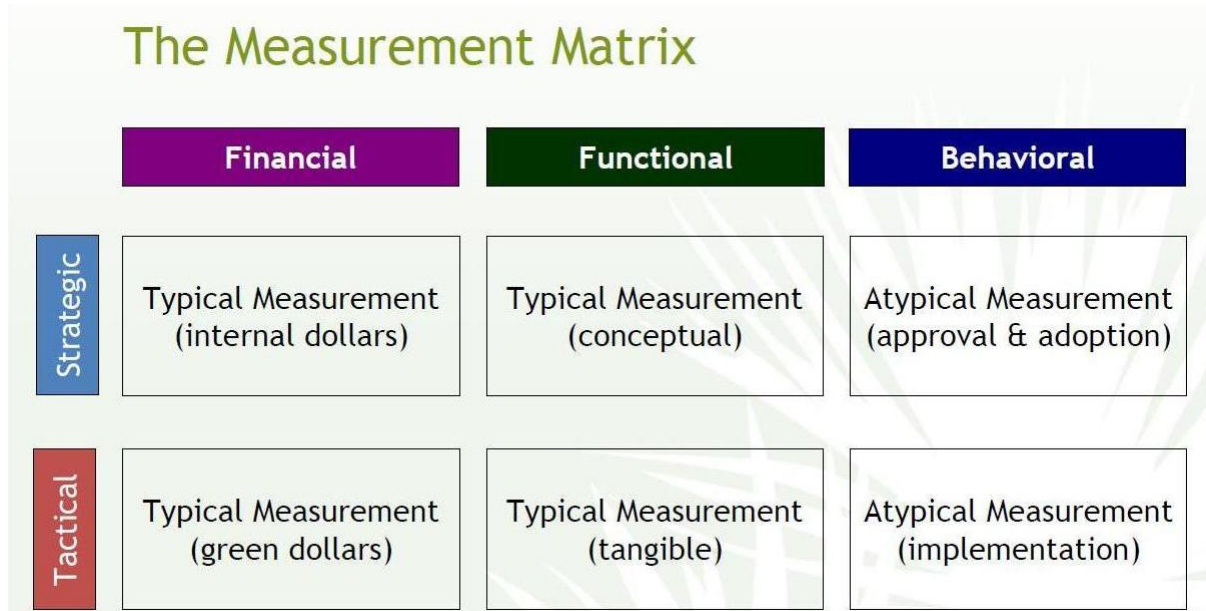 The Measurement Matrix
Financial
Functional
Behavioral
Strategic
Typical Measurement
(internal dollars)
Typical Measurement
(conceptual)
Atypical Measurement
(approval & adoption)
Tactical
Typical Measurement
(green dollars)
Typical Measurement
(tangible)
Atypical Measurement
(implementation)